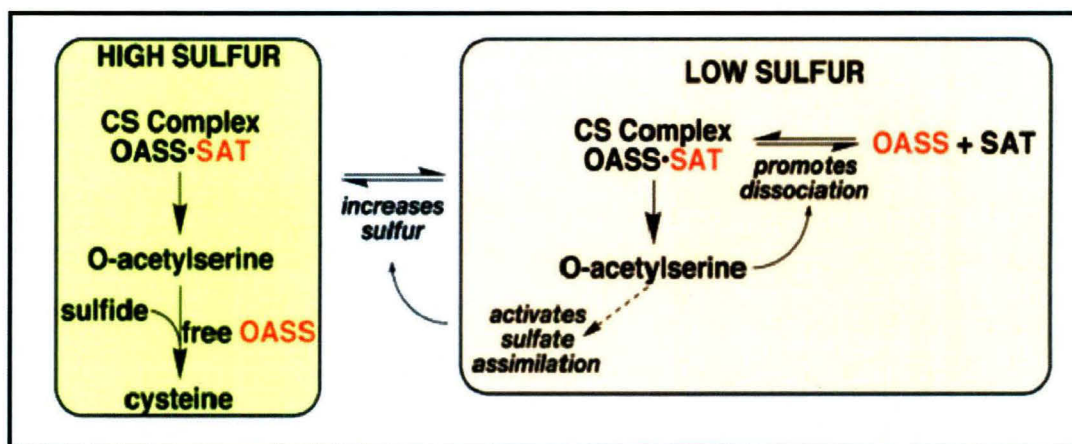 HIGH SULFUR
CS Complex
OASS·SAT
O-acetylserine
sulfide
free OASS
cysteine
increases
sulfur
LOW SULFUR
CS Complex
OASS·SAT
OASS + SAT
promotes
dissociation
O-acetylserine
activates
sulfate
assimilation